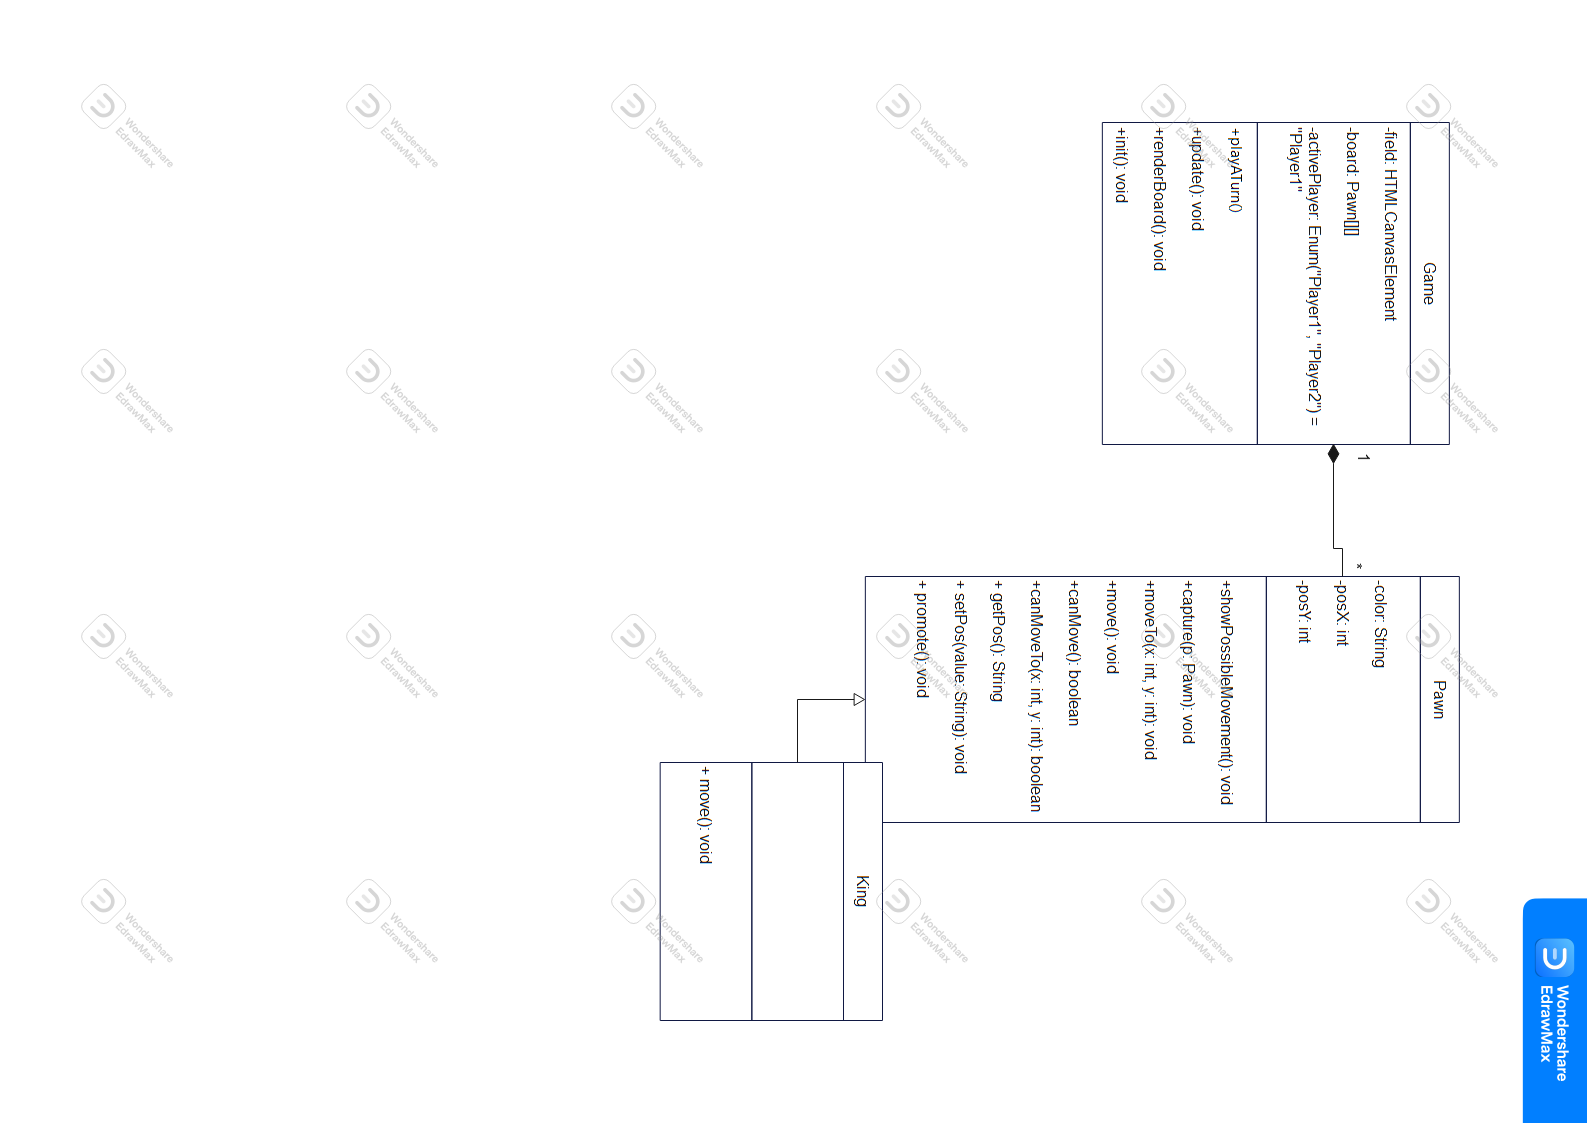 Game
-field: HTMLCanvasElement
-board: Pawn[][]
-activePlayer: Enum("Player1", "Player2") =
"Player1"
+playATurn()
+update(): void
+renderBoard(): void
+init(): void
1
*
Pawn
-color: String
-posX: int
-posY: int
+showPossibleMovement(): void
+capture(p: Pawn): void
+moveTo(x: int, y: int): void
+move(): void
+canMove(): boolean
+canMoveTo(x: int, y: int): boolean
+ getPos(): String
+ setPos(value: String): void
+ promote(): void
King
+ move(): void
Wondershare
EdrawMax